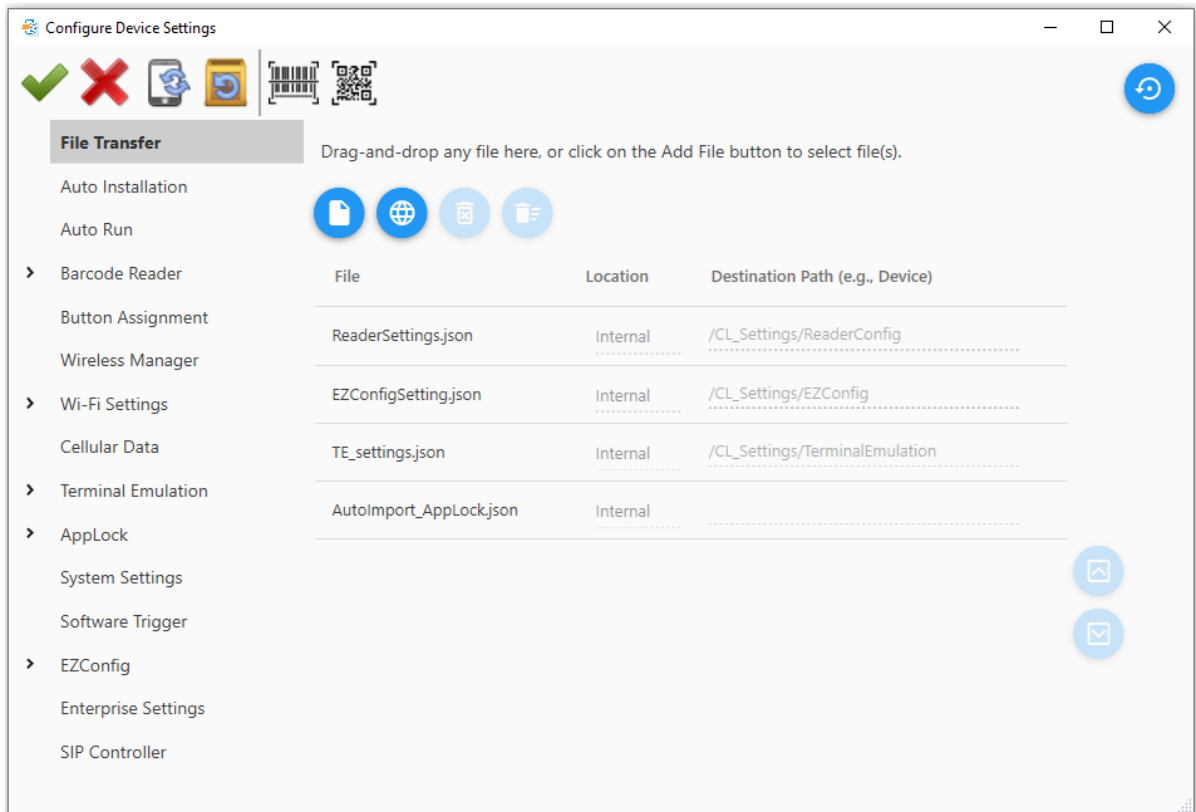 Configure Device Settings
File Transfer
Auto Installation
Auto Run
Barcode Reader
Button Assignment
Wireless Manager
Wi-Fi Settings
Cellular Data
Terminal Emulation
AppLock
System Settings
Software Trigger
EZConfig
Enterprise Settings
SIP Controller
Drag-and-drop any file here, or click on the Add File button to select file(s).
File Location Destination Path (e.g., Device)
ReaderSettings.json Internal /CL_Settings/ReaderConfig
EZConfigSetting.json Internal /CL_Settings/EZConfig
TE_settings.json Internal /CL_Settings/TerminalEmulation
AutoImport_AppLock.json Internal